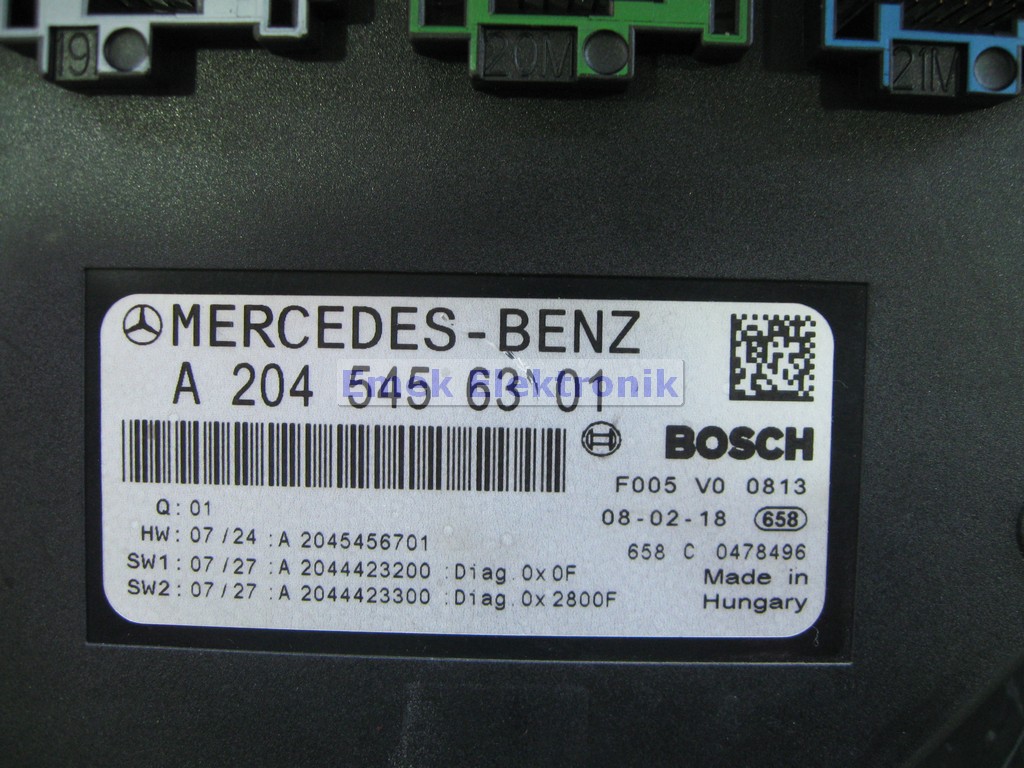 19
20M
21M
MERCEDES-BENZ
A 204 545 63 01
Emek Elektronik
BOSCH
F005 V0 0813
Q: 01
08-02-18 658
HW: 07/24 :A 2045456701
658 C 0478496
SW1: 07/27 :A 2044423200 :Diag.0x0F
Made in
SW2: 07/27 :A 2044423300 :Diag.0x2800F
Hungary